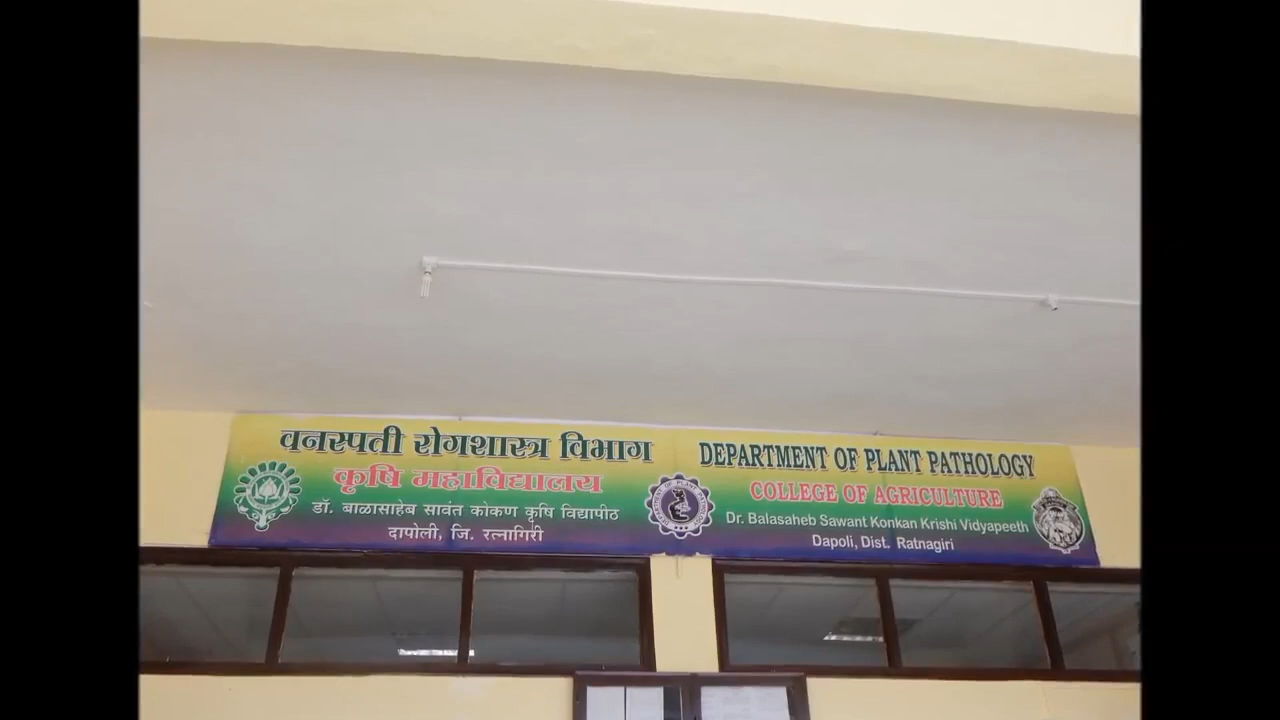 वनस्पती रोगशास्त्र विभाग
कृषि महाविद्यालय
डॉ. बाळासाहेब सावंत कोकण कृषि विद्यापीठ
दापोली, जि. रत्नागिरी
DEPARTMENT OF PLANT PATHOLOGY
COLLEGE OF AGRICULTURE
Dr. Balasaheb Sawant Konkan Krishi Vidyapeeth
Dapoli, Dist. Ratnagiri